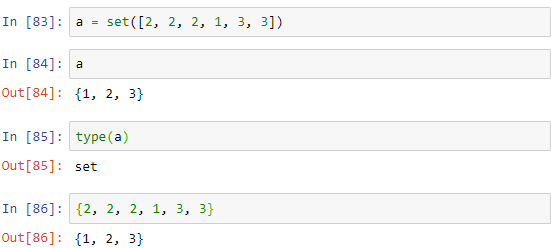 In [83]: a = set([2, 2, 2, 1, 3, 3])
In [84]: a
Out[84]: {1, 2, 3}
In [85]: type(a)
Out[85]: set
In [86]: {2, 2, 2, 1, 3, 3}
Out[86]: {1, 2, 3}